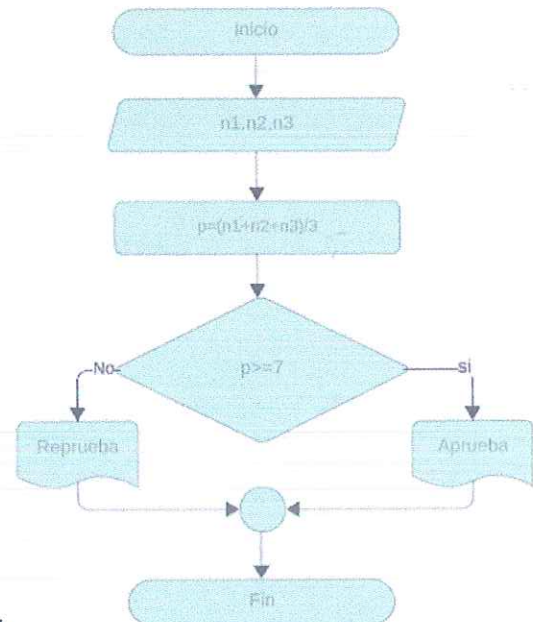 Inicio
n1,n2,n3
p=(n1+n2+n3)/3
p>=7
No
si
Reprueba
Aprueba
Fin